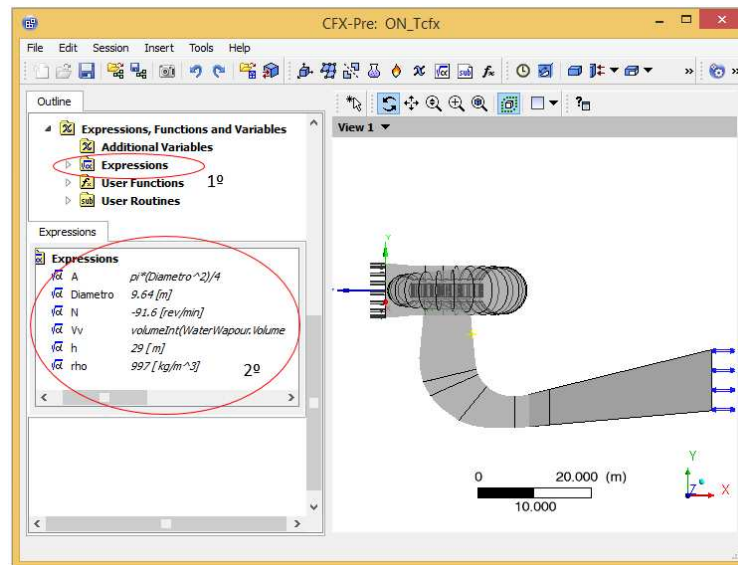 CFX-Pre: ON_Tcfx
File Edit Session Insert Tools Help
Outline
Expressions, Functions and Variables
Additional Variables
Expressions
User Functions
1º
User Routines
View 1
Expressions
Expressions
A pi*(Diametro^2)/4
Diametro 9.64 [m]
N -91.6 [rev/min]
Vv volumeInt(WaterWapour.Volume
h 29 [m]
rho 997 [kg/m^3]
2º
0 20.000 (m)
10.000
Y
Z X